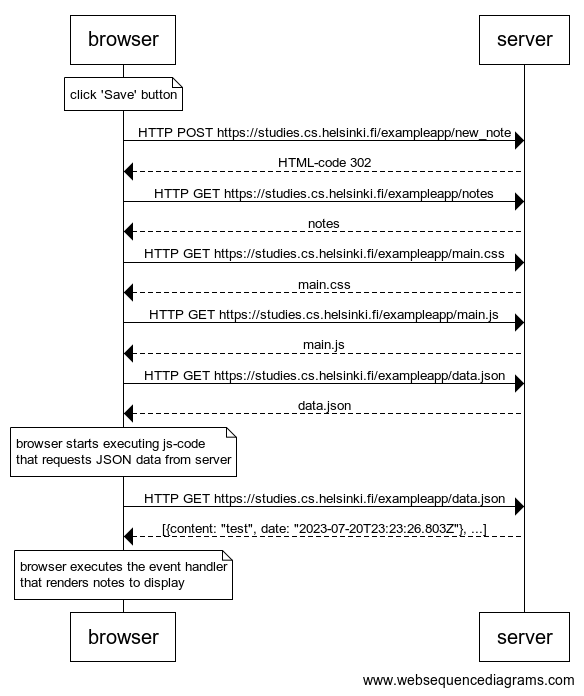 browser
server
click 'Save' button
HTTP POST https://studies.cs.helsinki.fi/exampleapp/new_note
HTML-code 302
HTTP GET https://studies.cs.helsinki.fi/exampleapp/notes
notes
HTTP GET https://studies.cs.helsinki.fi/exampleapp/main.css
main.css
HTTP GET https://studies.cs.helsinki.fi/exampleapp/main.js
main.js
HTTP GET https://studies.cs.helsinki.fi/exampleapp/data.json
data.json
browser starts executing js-code
that requests JSON data from server
HTTP GET https://studies.cs.helsinki.fi/exampleapp/data.json
[{content: "test", date: "2023-07-20T23:23:26.803Z"}, ...]
browser executes the event handler
that renders notes to display
browser
server
www.websequencediagrams.com